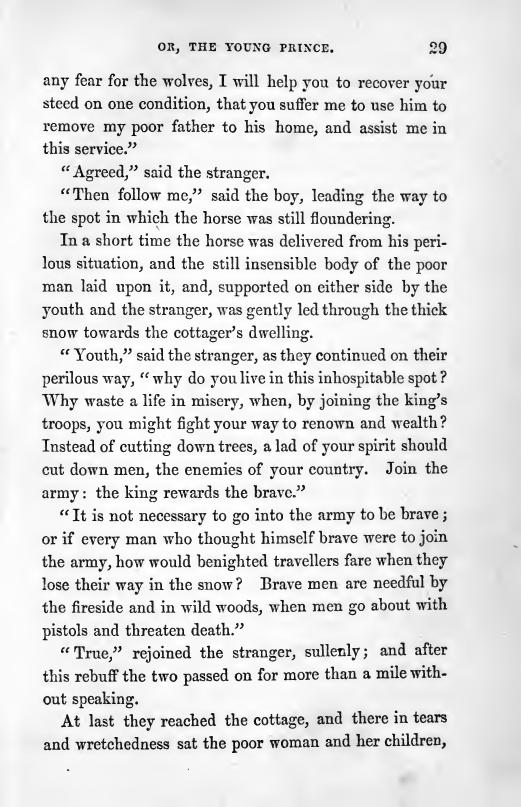 OR, THE YOUNG PRINCE. 29
any fear for the wolves, I will help you to recover your
steed on one condition, that you suffer me to use him to
remove my poor father to his home, and assist me in
this service.”
“Agreed,” said the stranger.
“Then follow me,” said the boy, leading the way to
the spot in which the horse was still floundering.
In a short time the horse was delivered from his peri-
lous situation, and the still insensible body of the poor
man laid upon it, and, supported on either side by the
youth and the stranger, was gently led through the thick
snow towards the cottager’s dwelling.
“Youth,” said the stranger, as they continued on their
perilous way, “why do you live in this inhospitable spot?
Why waste a life in misery, when, by joining the king’s
troops, you might fight your way to renown and wealth?
Instead of cutting down trees, a lad of your spirit should
cut down men, the enemies of your country. Join the
army: the king rewards the brave.”
“It is not necessary to go into the army to be brave;
or if every man who thought himself brave were to join
the army, how would benighted travellers fare when they
lose their way in the snow? Brave men are needful by
the fireside and in wild woods, when men go about with
pistols and threaten death.”
“True,” rejoined the stranger, sullenly; and after
this rebuff the two passed on for more than a mile with-
out speaking.
At last they reached the cottage, and there in tears
and wretchedness sat the poor woman and her children,